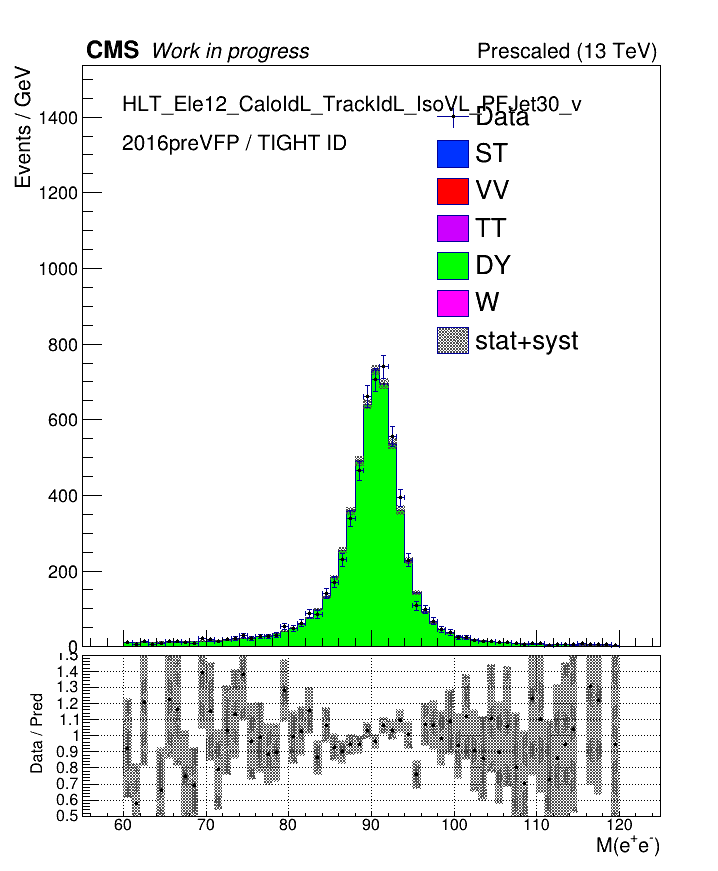 CMS Work in progress Prescaled (13 TeV)
Events / GeV
HLT_Ele12_CaloIdL_TrackIdL_IsoVL_PFJet30_v
2016preVFP / TIGHT ID
Data
ST
VV
TT
DY
W
stat+syst
1400
1200
1000
800
600
400
200
0
Data / Pred
1.5
1.4
1.3
1.2
1.1
1
0.9
0.8
0.7
0.6
0.5
60 70 80 90 100 110 120
M(e⁺e⁻)